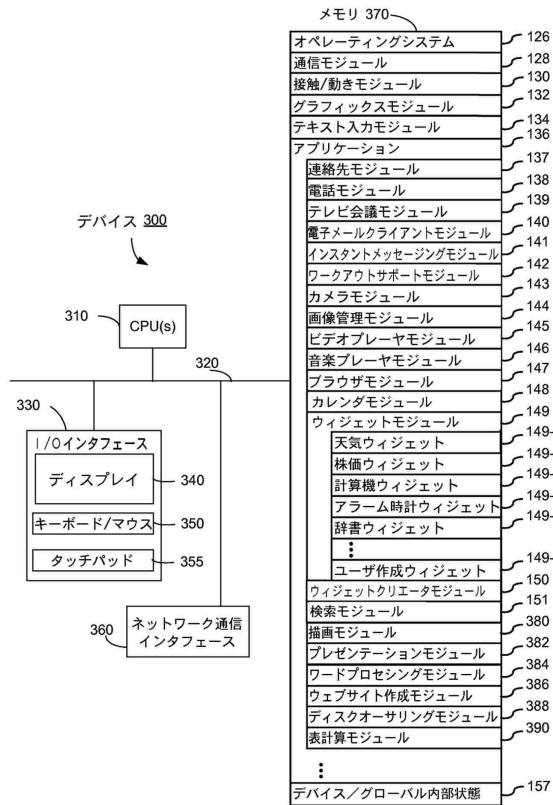 メモリ 370
オペレーティングシステム 126
通信モジュール 128
接触/動きモジュール 130
グラフィックスモジュール 132
テキスト入力モジュール 134
アプリケーション 136
連絡先モジュール 137
電話モジュール 138
テレビ会議モジュール 139
電子メールクライアントモジュール 140
インスタントメッセージングモジュール 141
ワークアウトサポートモジュール 142
カメラモジュール 143
画像管理モジュール 144
ビデオプレーヤモジュール 145
音楽プレーヤモジュール 146
ブラウザモジュール 147
カレンダモジュール 148
ウィジェットモジュール 149
天気ウィジェット 149-
株価ウィジェット 149-
計算機ウィジェット 149-
アラーム時計ウィジェット 149-
辞書ウィジェット 149-
ユーザ作成ウィジェット 149-
ウィジェットクリエータモジュール 150
検索モジュール 151
描画モジュール 380
プレゼンテーションモジュール 382
ワードプロセシングモジュール 384
ウェブサイト作成モジュール 386
ディスクオーサリングモジュール 388
表計算モジュール 390
デバイス/グローバル内部状態 157
デバイス 300
310
CPU(s)
320
330
I/Oインタフェース
ディスプレイ 340
キーボード/マウス 350
タッチパッド 355
360
ネットワーク通信
インタフェース